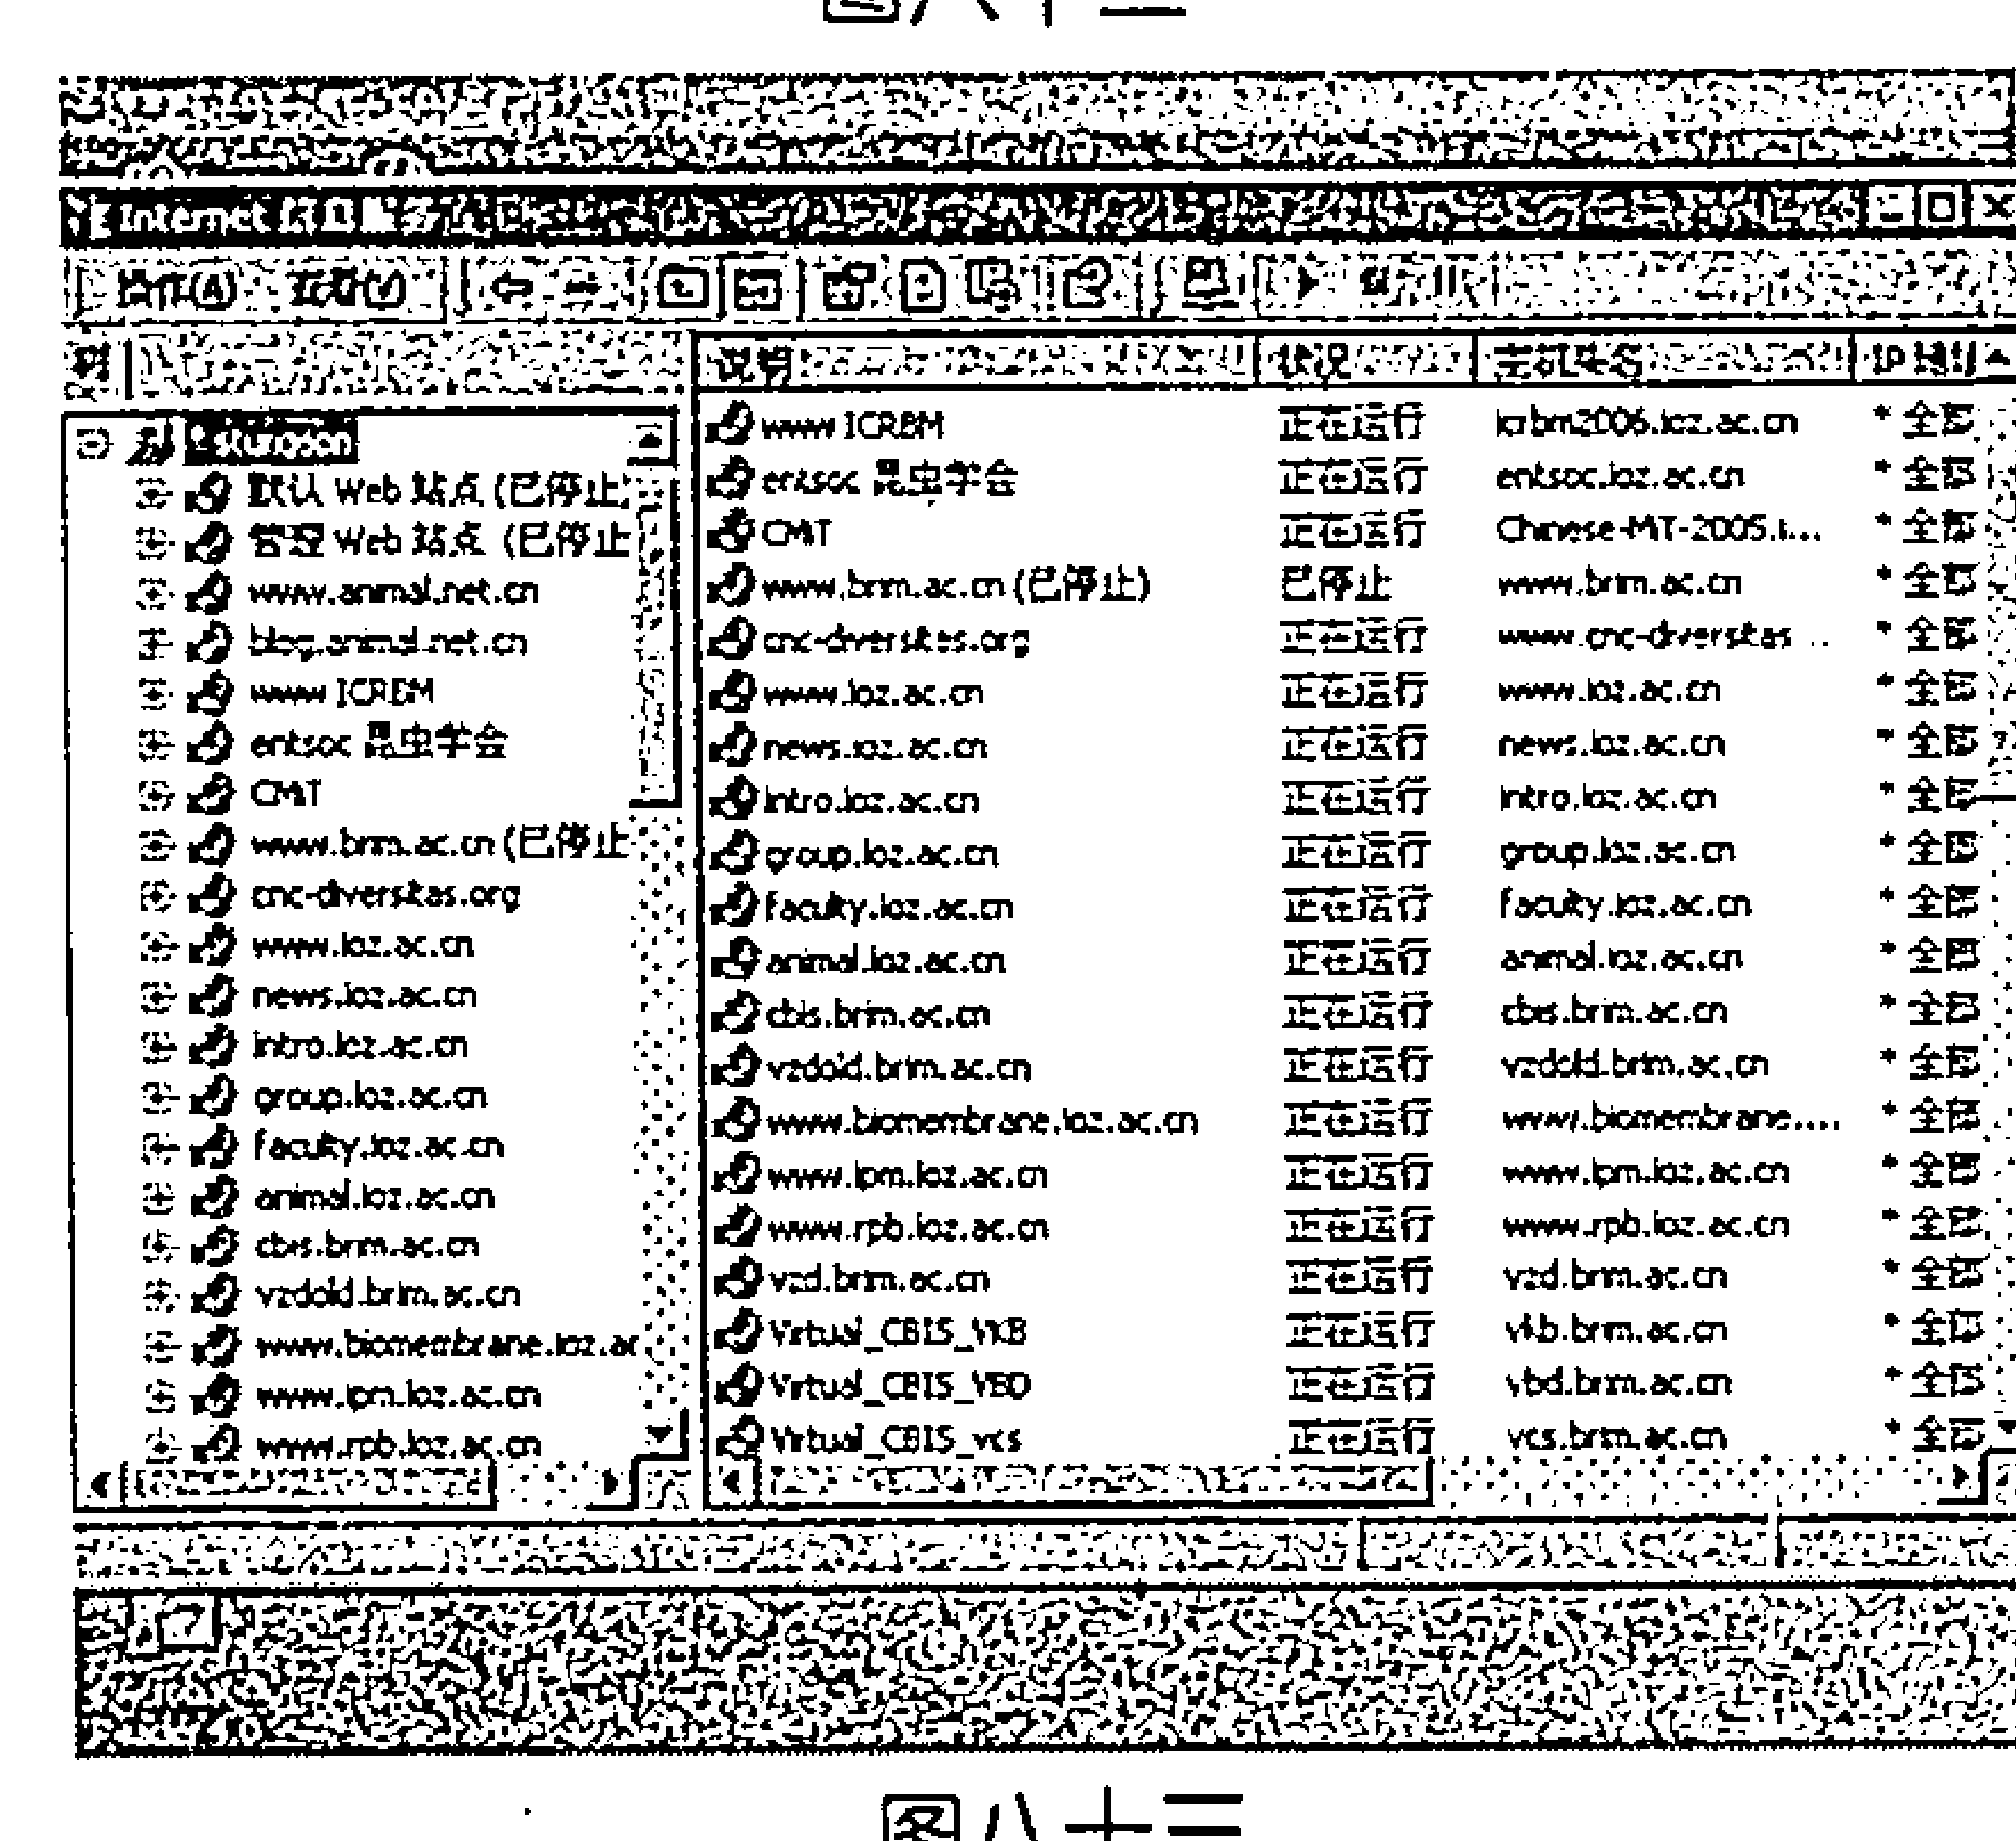 Internet
说明 状况 主机头名 IP 地址
默认 Web 站点 (已停止)
管理 Web 站点 (已停止
www.animal.net.cn
blog.animal.net.cn
www ICRBM
entsoc 昆虫学会
CMIT
www.brim.ac.cn (已停止
cnc-diversitas.org
www.ioz.ac.cn
news.ioz.ac.cn
intro.ioz.ac.cn
group.ioz.ac.cn
faculty.ioz.ac.cn
animal.ioz.ac.cn
cbis.brim.ac.cn
vzdold.brim.ac.cn
www.biomembrane.ioz.ac
www.ipm.ioz.ac.cn
www.rpb.ioz.ac.cn
www ICRBM 正在运行 icrbm2006.ioz.ac.cn * 全部
entsoc 昆虫学会 正在运行 entsoc.ioz.ac.cn * 全部
CMIT 正在运行 Chinese-MIT-2005.i... * 全部
www.brim.ac.cn (已停止) 已停止 www.brim.ac.cn * 全部
cnc-diversitas.org 正在运行 www.cnc-diversitas... * 全部
www.ioz.ac.cn 正在运行 www.ioz.ac.cn * 全部
news.ioz.ac.cn 正在运行 news.ioz.ac.cn * 全部
intro.ioz.ac.cn 正在运行 intro.ioz.ac.cn * 全部
group.ioz.ac.cn 正在运行 group.ioz.ac.cn * 全部
faculty.ioz.ac.cn 正在运行 faculty.ioz.ac.cn * 全部
animal.ioz.ac.cn 正在运行 animal.ioz.ac.cn * 全部
cbis.brim.ac.cn 正在运行 cbis.brim.ac.cn * 全部
vzdold.brim.ac.cn 正在运行 vzdold.brim.ac.cn * 全部
www.biomembrane.ioz.ac.cn 正在运行 www.biomembrane.... * 全部
www.ipm.ioz.ac.cn 正在运行 www.ipm.ioz.ac.cn * 全部
www.rpb.ioz.ac.cn 正在运行 www.rpb.ioz.ac.cn * 全部
vzd.brim.ac.cn 正在运行 vzd.brim.ac.cn * 全部
Virtual_CBIS_VKB 正在运行 vkb.brim.ac.cn * 全部
Virtual_CBIS_VBD 正在运行 vbd.brim.ac.cn * 全部
Virtual_CBIS_vcs 正在运行 vcs.brim.ac.cn * 全部
图八十三